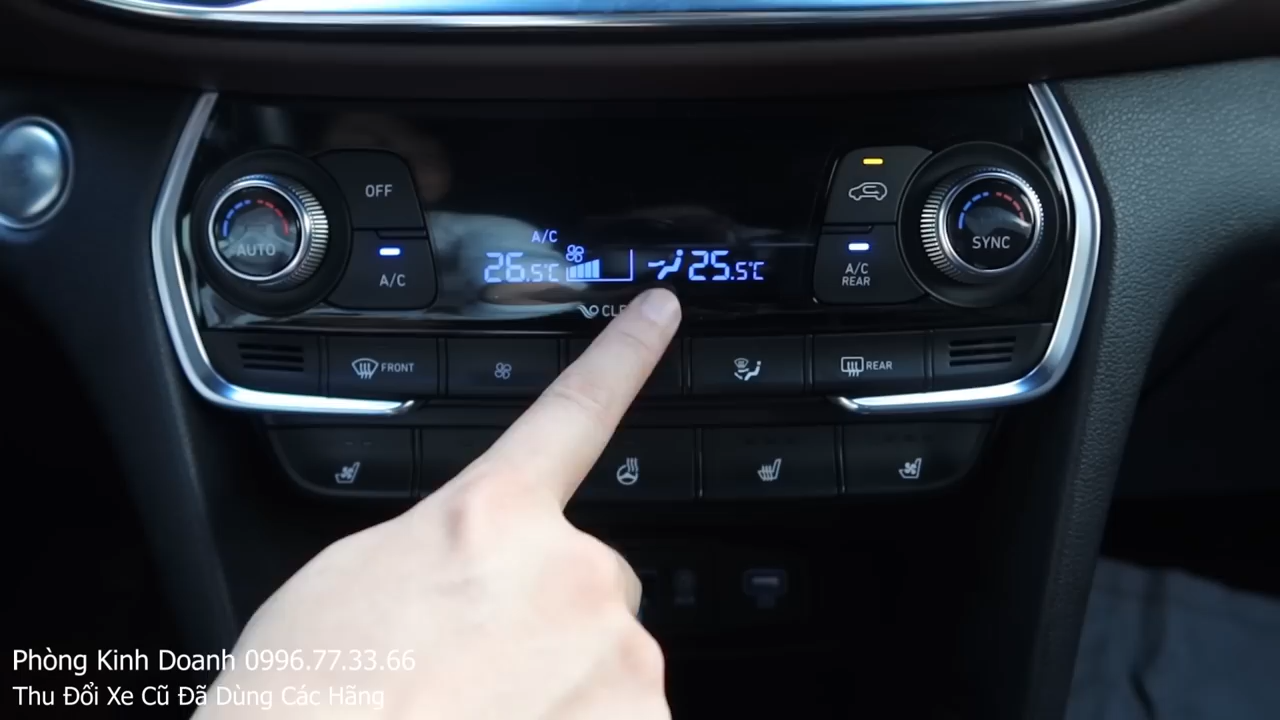 OFF
AUTO
A/C
A/C
26.5°C
25.5°C
A/C
REAR
SYNC
FRONT
REAR
Phòng Kinh Doanh 0996.77.33.66
Thu Đổi Xe Cũ Đã Dùng Các Hãng